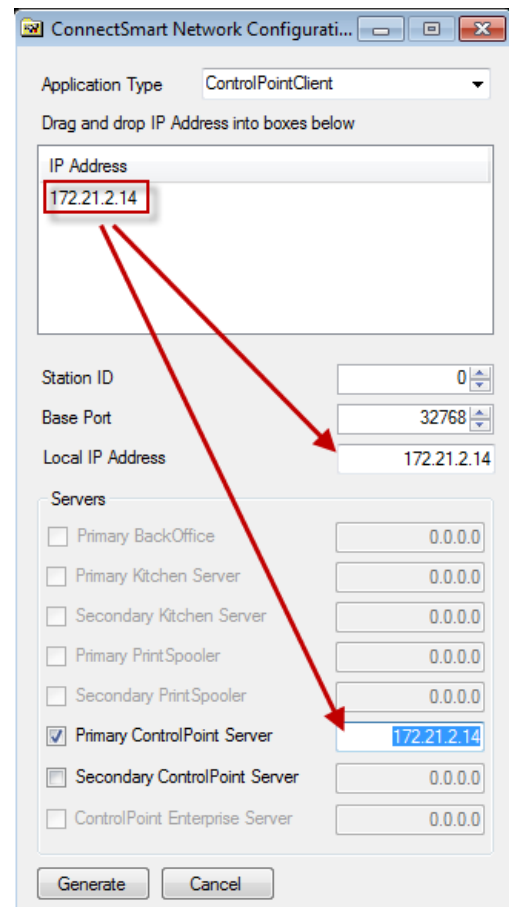 ConnectSmart Network Configurati...
Application Type ControlPointClient
Drag and drop IP Address into boxes below
IP Address
172.21.2.14
Station ID 0
Base Port 32768
Local IP Address 172.21.2.14
Servers
Primary BackOffice 0.0.0.0
Primary Kitchen Server 0.0.0.0
Secondary Kitchen Server 0.0.0.0
Primary PrintSpooler 0.0.0.0
Secondary PrintSpooler 0.0.0.0
Primary ControlPoint Server 172.21.2.14
Secondary ControlPoint Server 0.0.0.0
ControlPoint Enterprise Server 0.0.0.0
Generate Cancel